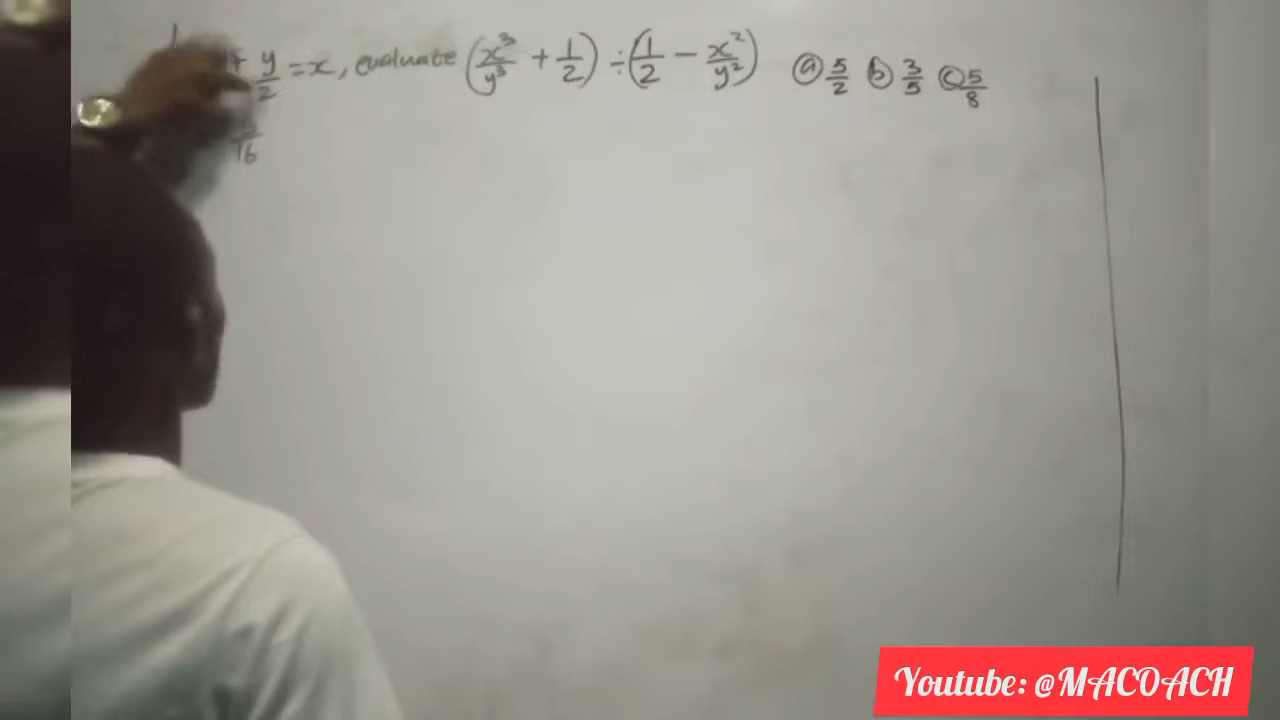 y/2 = x, evaluate (x³/y³ + 1/2) ÷ (1/2 − x²/y²) (a) 5/2 (b) 3/5 (c) 5/8
16
Youtube: @MACOACH